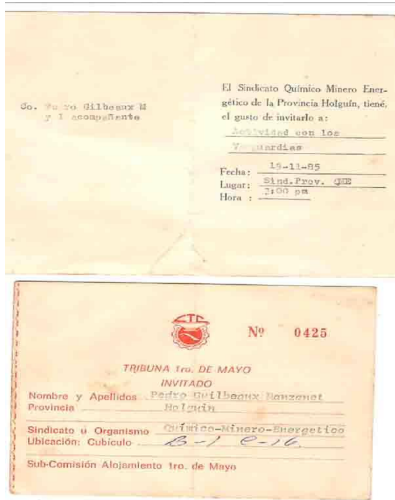 Co. Pedro Gilbeaux M
y 1 acompañante
El Sindicato Químico Minero Ener-
gético de la Provincia Holguín, tiene,
el gusto de invitarlo a:
Actividad con los
Vanguardias
Fecha: 19-11-85
Lugar: Sind.Prov. QME
Hora : 3:00 pm
CTC
Nº 0425
TRIBUNA 1ro. DE MAYO
INVITADO
Nombre y Apellidos Pedro Guilbeaux Manzanet
Provincia Holguin
Sindicato u Organismo Químico-Minero-Energetico
Ubicación: Cubículo B-1 C-16.
Sub-Comisión Alojamiento 1ro. de Mayo